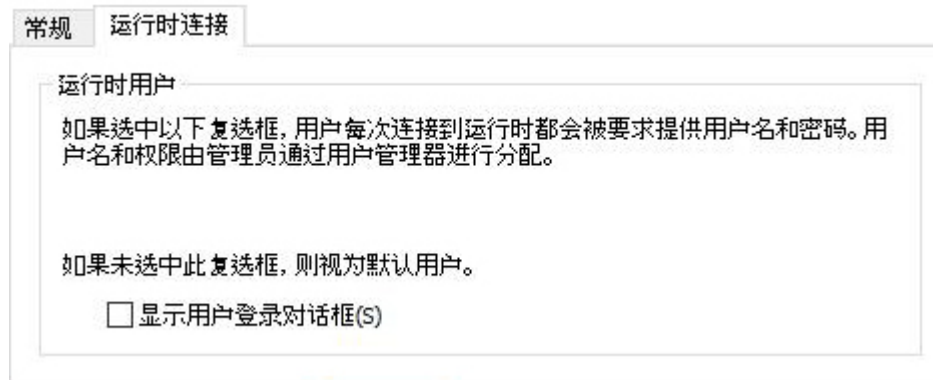 常规 运行时连接
运行时用户
如果选中以下复选框，用户每次连接到运行时都会被要求提供用户名和密码。用
户名和权限由管理员通过用户管理器进行分配。
如果未选中此复选框，则视为默认用户。
显示用户登录对话框(S)